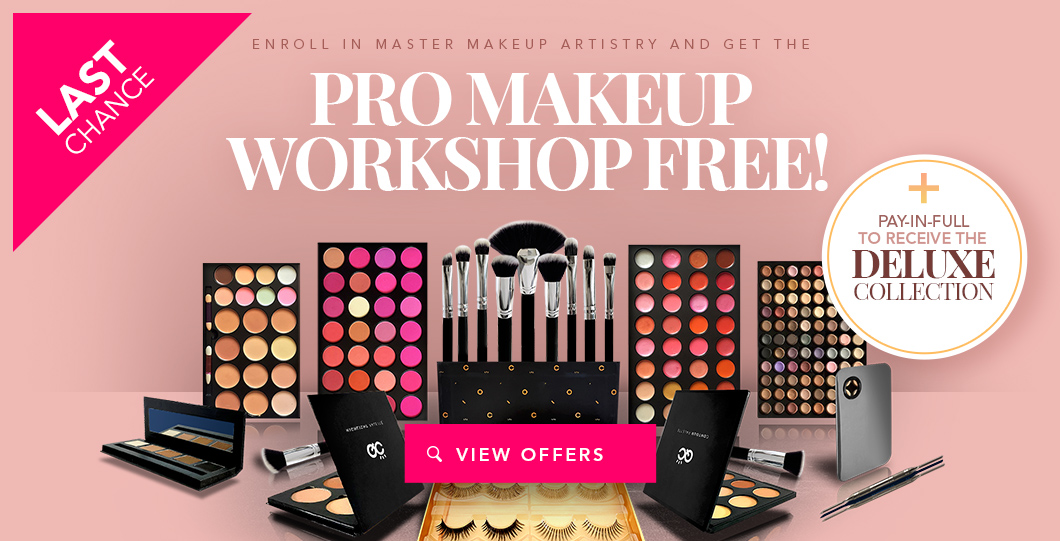 LAST
CHANCE
ENROLL IN MASTER MAKEUP ARTISTRY AND GET THE
PRO MAKEUP
WORKSHOP FREE!
+
PAY-IN-FULL
TO RECEIVE THE
DELUXE
COLLECTION
VIEW OFFERS